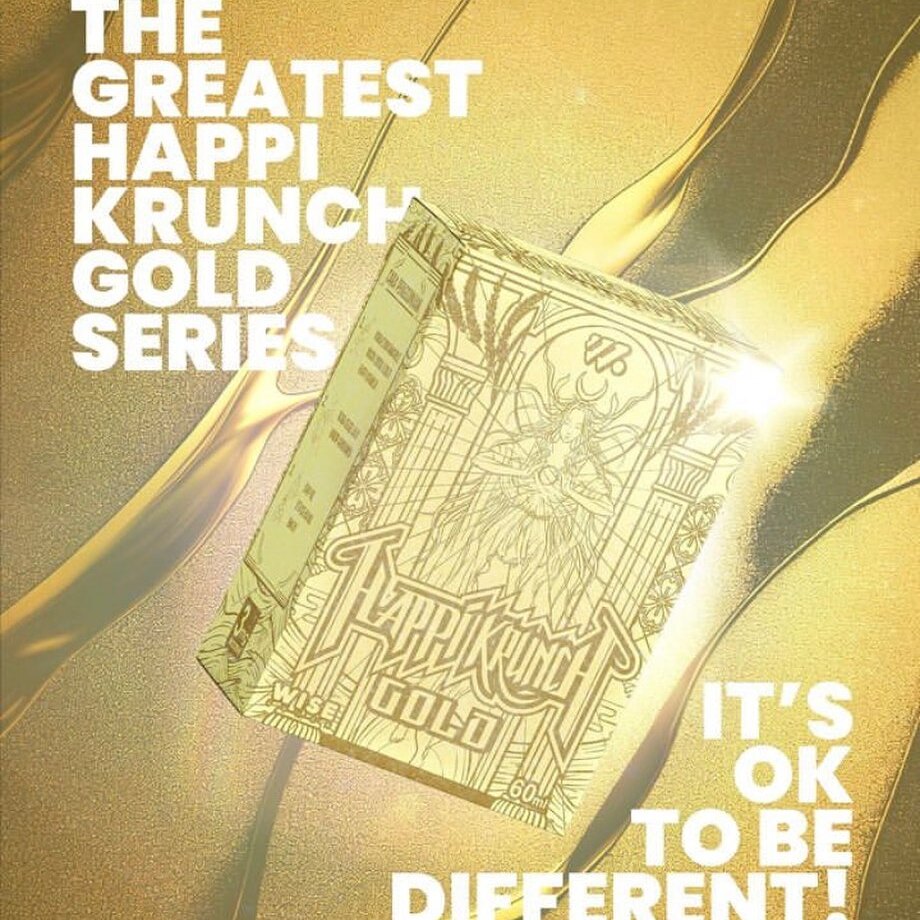 THE
GREATEST
HAPPI
KRUNCH
GOLD
SERIES
HAPPI KRUNCH
GOLD
WISE
60ml
IT'S
OK
TO BE
DIFFERENT!